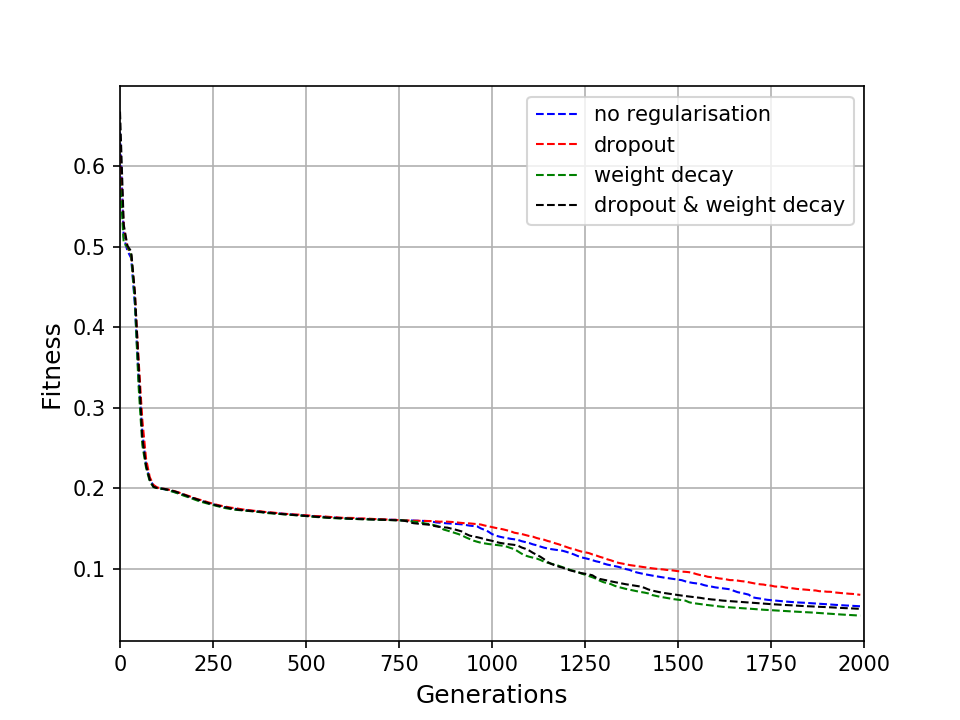 no regularisation
dropout
weight decay
dropout & weight decay
0.6
0.5
0.4
0.3
0.2
0.1
Fitness
0 250 500 750 1000 1250 1500 1750 2000
Generations